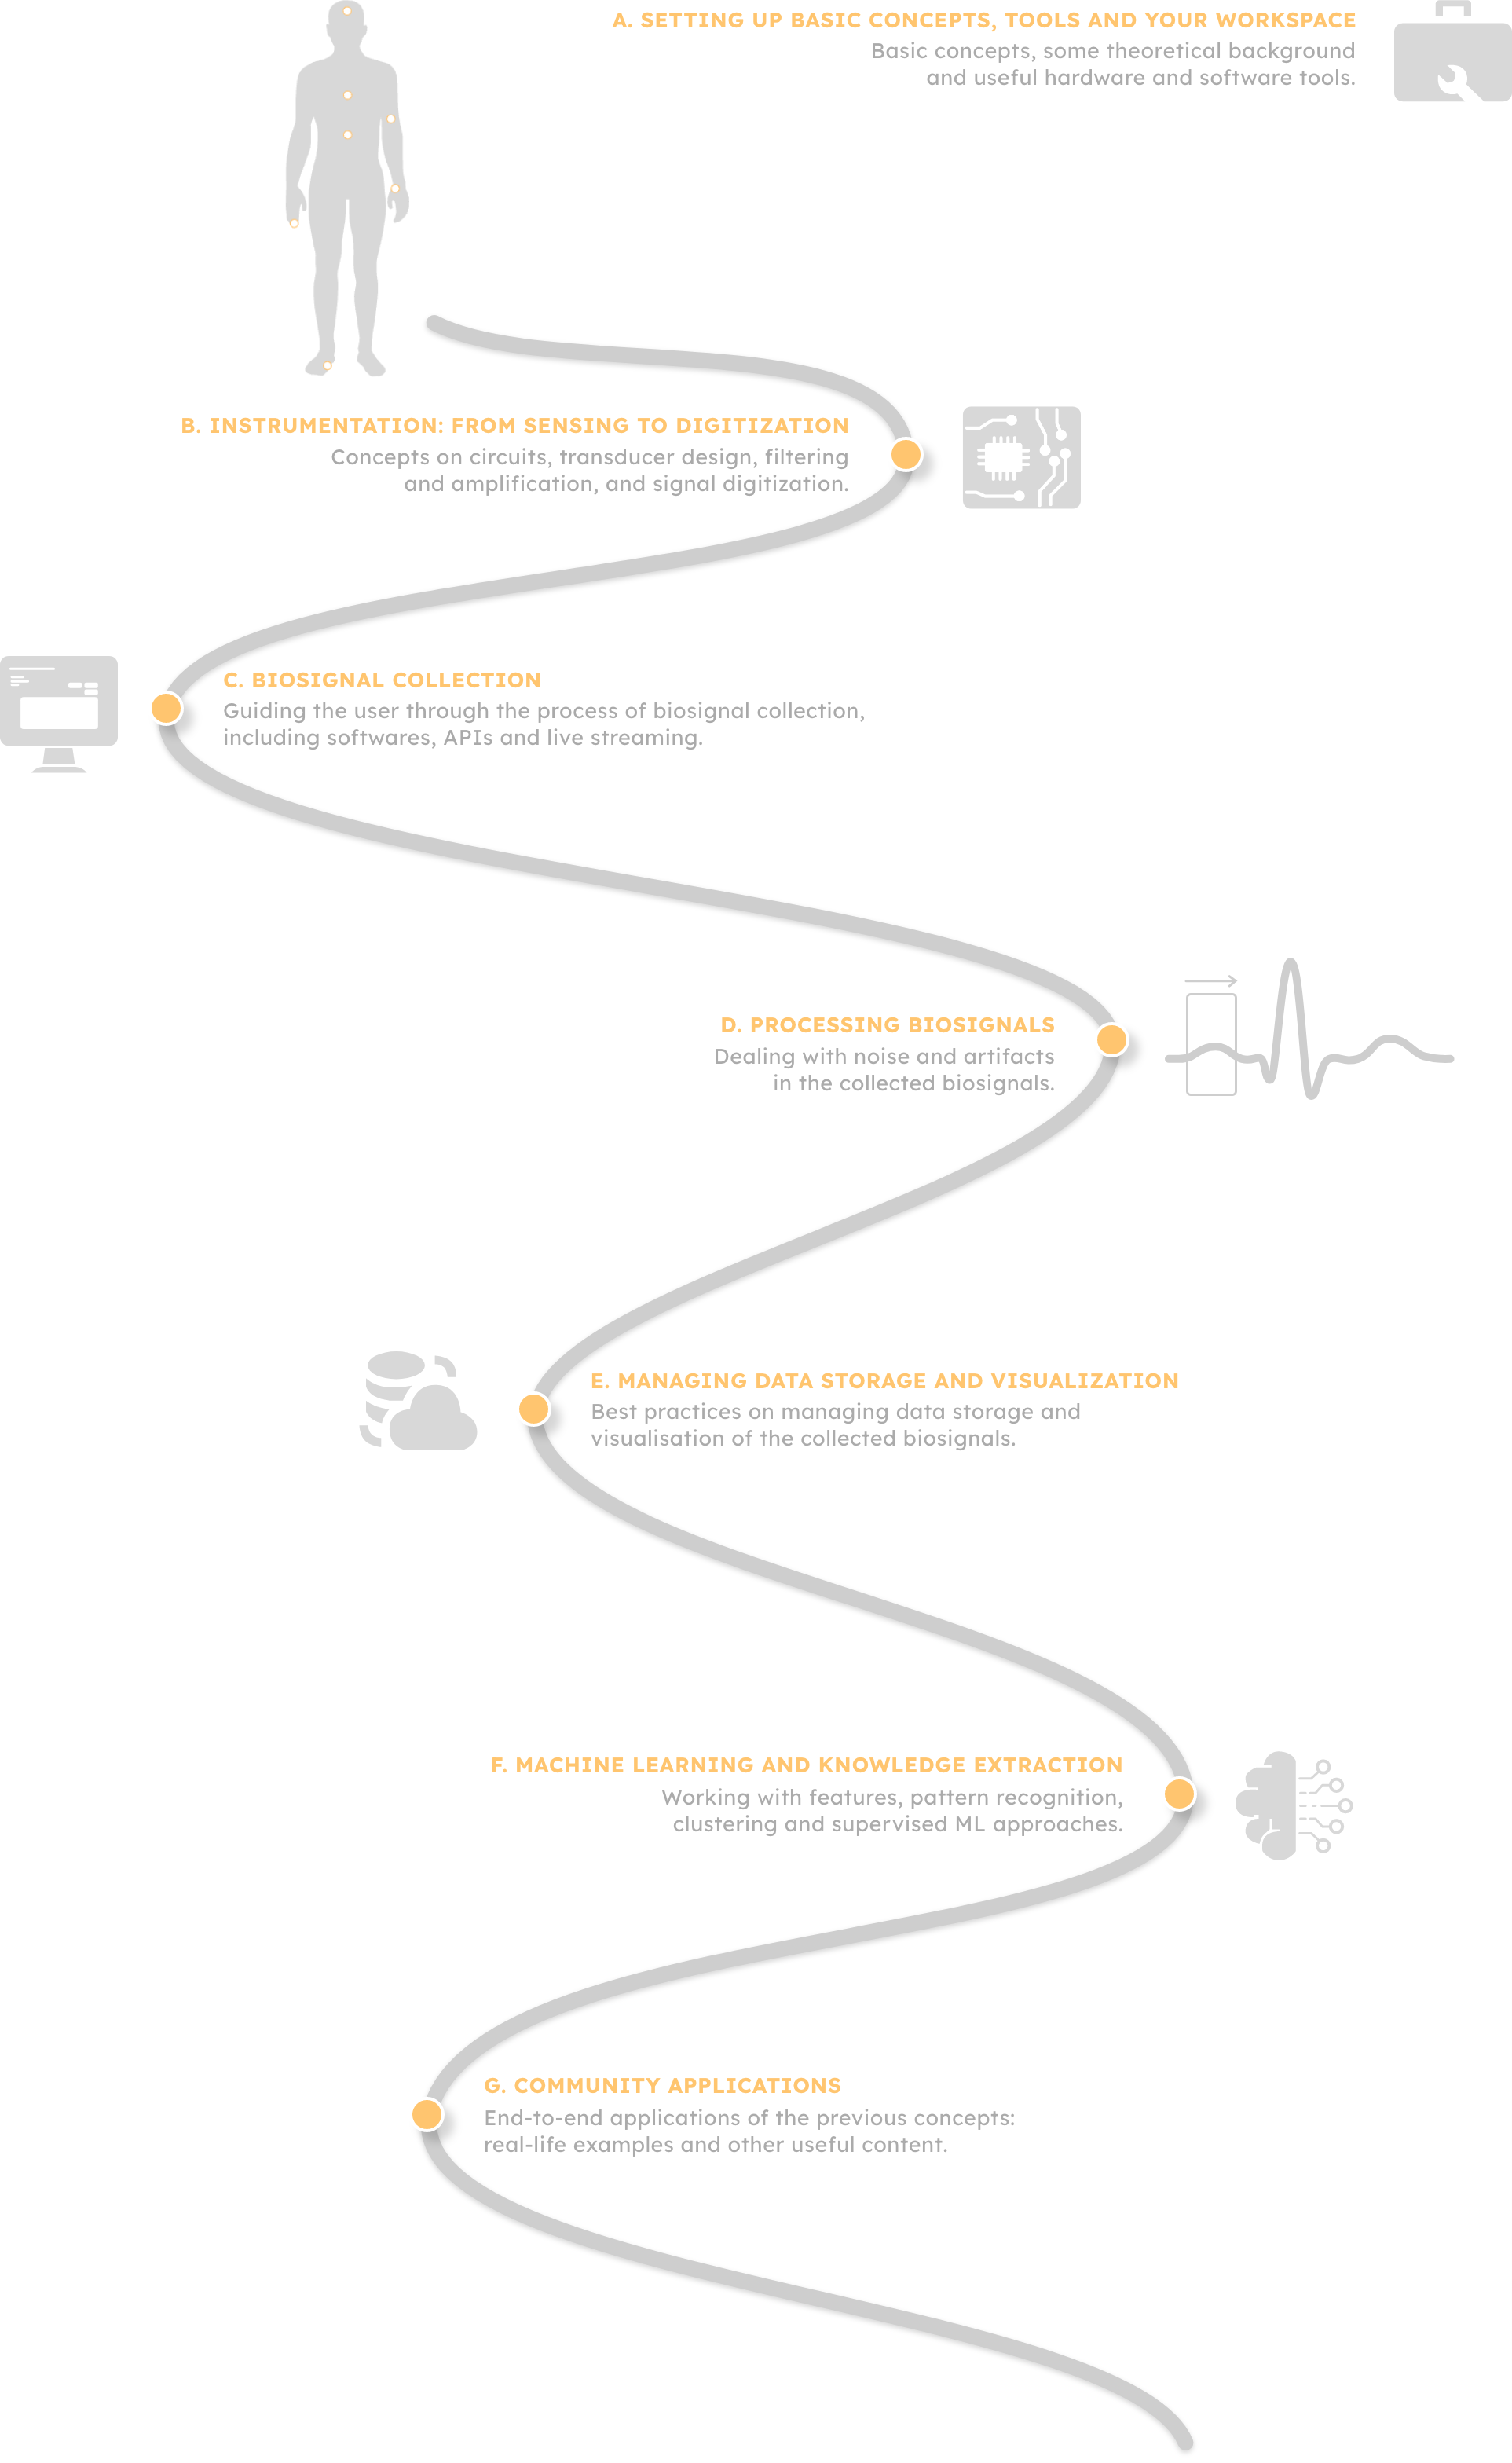 A. SETTING UP BASIC CONCEPTS, TOOLS AND YOUR WORKSPACE
Basic concepts, some theoretical background
and useful hardware and software tools.
B. INSTRUMENTATION: FROM SENSING TO DIGITIZATION
Concepts on circuits, transducer design, filtering
and amplification, and signal digitization.
C. BIOSIGNAL COLLECTION
Guiding the user through the process of biosignal collection,
including softwares, APIs and live streaming.
D. PROCESSING BIOSIGNALS
Dealing with noise and artifacts
in the collected biosignals.
E. MANAGING DATA STORAGE AND VISUALIZATION
Best practices on managing data storage and
visualisation of the collected biosignals.
F. MACHINE LEARNING AND KNOWLEDGE EXTRACTION
Working with features, pattern recognition,
clustering and supervised ML approaches.
G. COMMUNITY APPLICATIONS
End-to-end applications of the previous concepts:
real-life examples and other useful content.